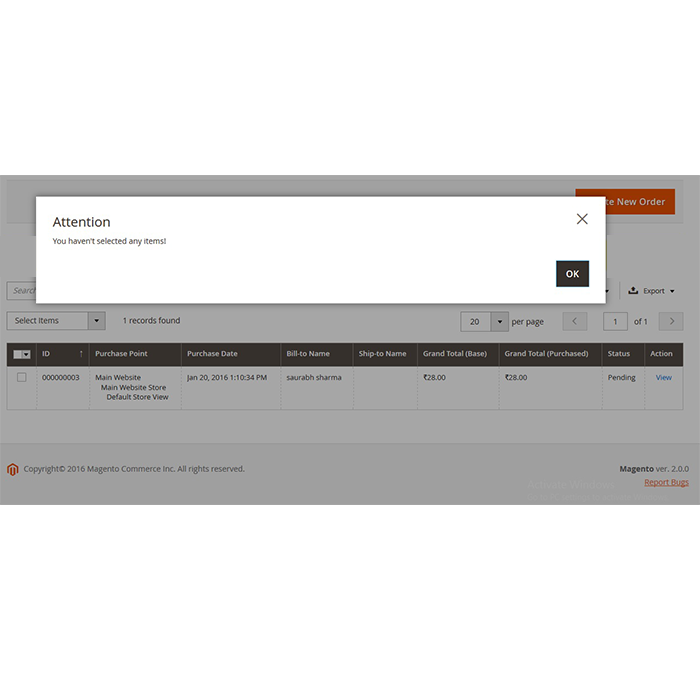 te New Order
Attention
You haven't selected any items!
OK
Search
Export
Select Items
1 records found
20
per page
1
of 1
ID
Purchase Point
Purchase Date
Bill-to Name
Ship-to Name
Grand Total (Base)
Grand Total (Purchased)
Status
Action
000000003
Main Website
Main Website Store
Default Store View
Jan 20, 2016 1:10:34 PM
saurabh sharma
₹28.00
₹28.00
Pending
View
Copyright© 2016 Magento Commerce Inc. All rights reserved.
Magento ver. 2.0.0
Report Bugs
Activate Windows